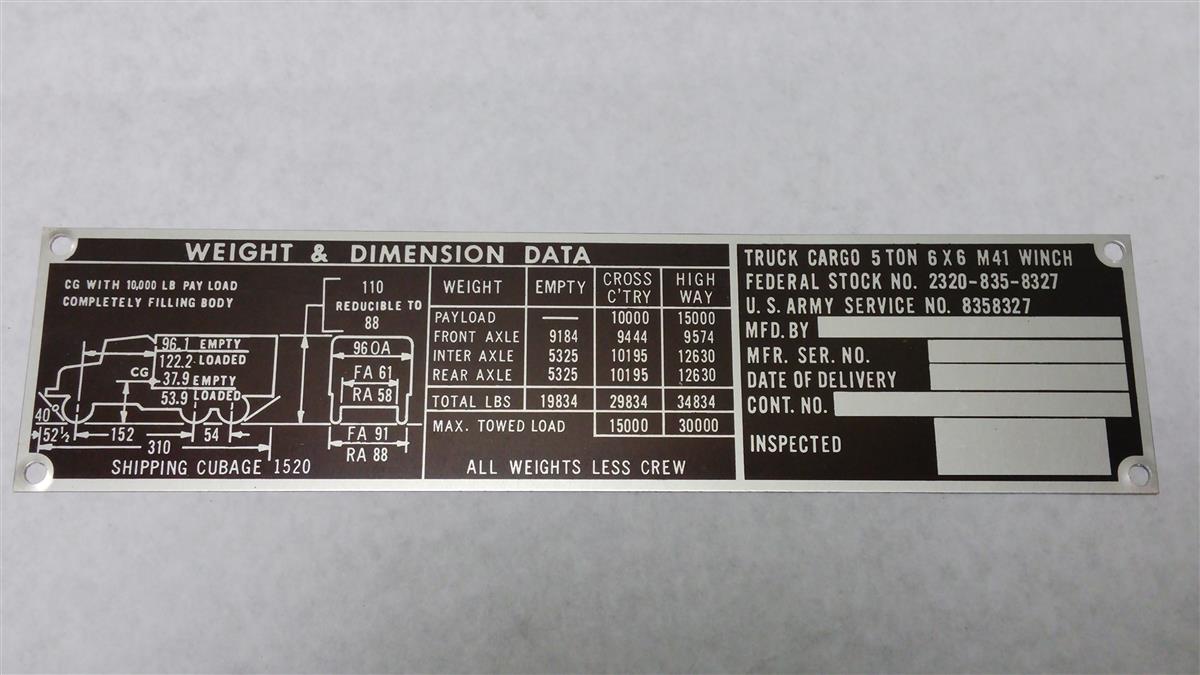 WEIGHT & DIMENSION DATA
CG WITH 10,000 LB PAY LOAD
COMPLETELY FILLING BODY
110
REDUCIBLE TO
88
96.1 EMPTY
122.2 LOADED
CG
37.9 EMPTY
53.9 LOADED
40°
52½
152
54
310
SHIPPING CUBAGE 1520
96 OA
FA 61
RA 58
FA 91
RA 88
WEIGHT EMPTY CROSS C'TRY HIGH WAY
PAYLOAD — 10000 15000
FRONT AXLE 9184 9444 9574
INTER AXLE 5325 10195 12630
REAR AXLE 5325 10195 12630
TOTAL LBS 19834 29834 34834
MAX. TOWED LOAD 15000 30000
ALL WEIGHTS LESS CREW
TRUCK CARGO 5 TON 6X6 M41 WINCH
FEDERAL STOCK NO. 2320-835-8327
U.S. ARMY SERVICE NO. 8358327
MFD. BY
MFR. SER. NO.
DATE OF DELIVERY
CONT. NO.
INSPECTED